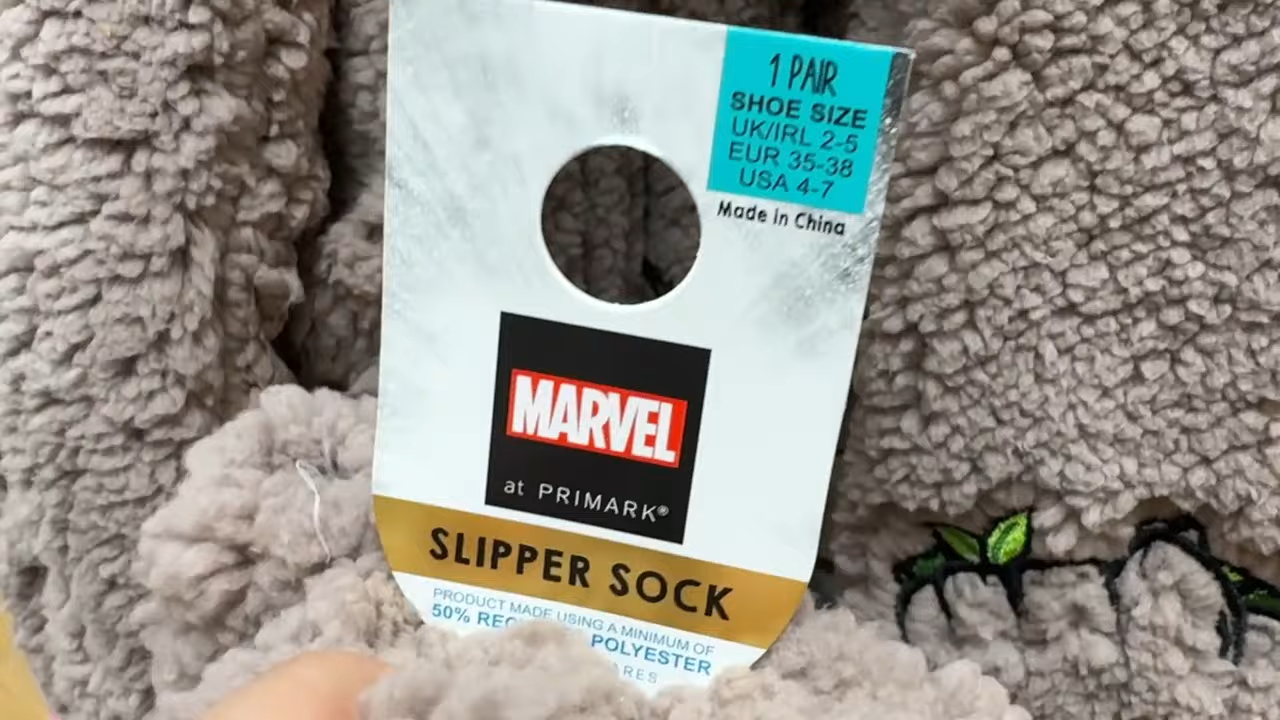 1 PAIR
SHOE SIZE
UK/IRL 2-5
EUR 35-38
USA 4-7
Made in China
MARVEL
at PRIMARK®
SLIPPER SOCK
PRODUCT MADE USING A MINIMUM OF
50% POLYESTER